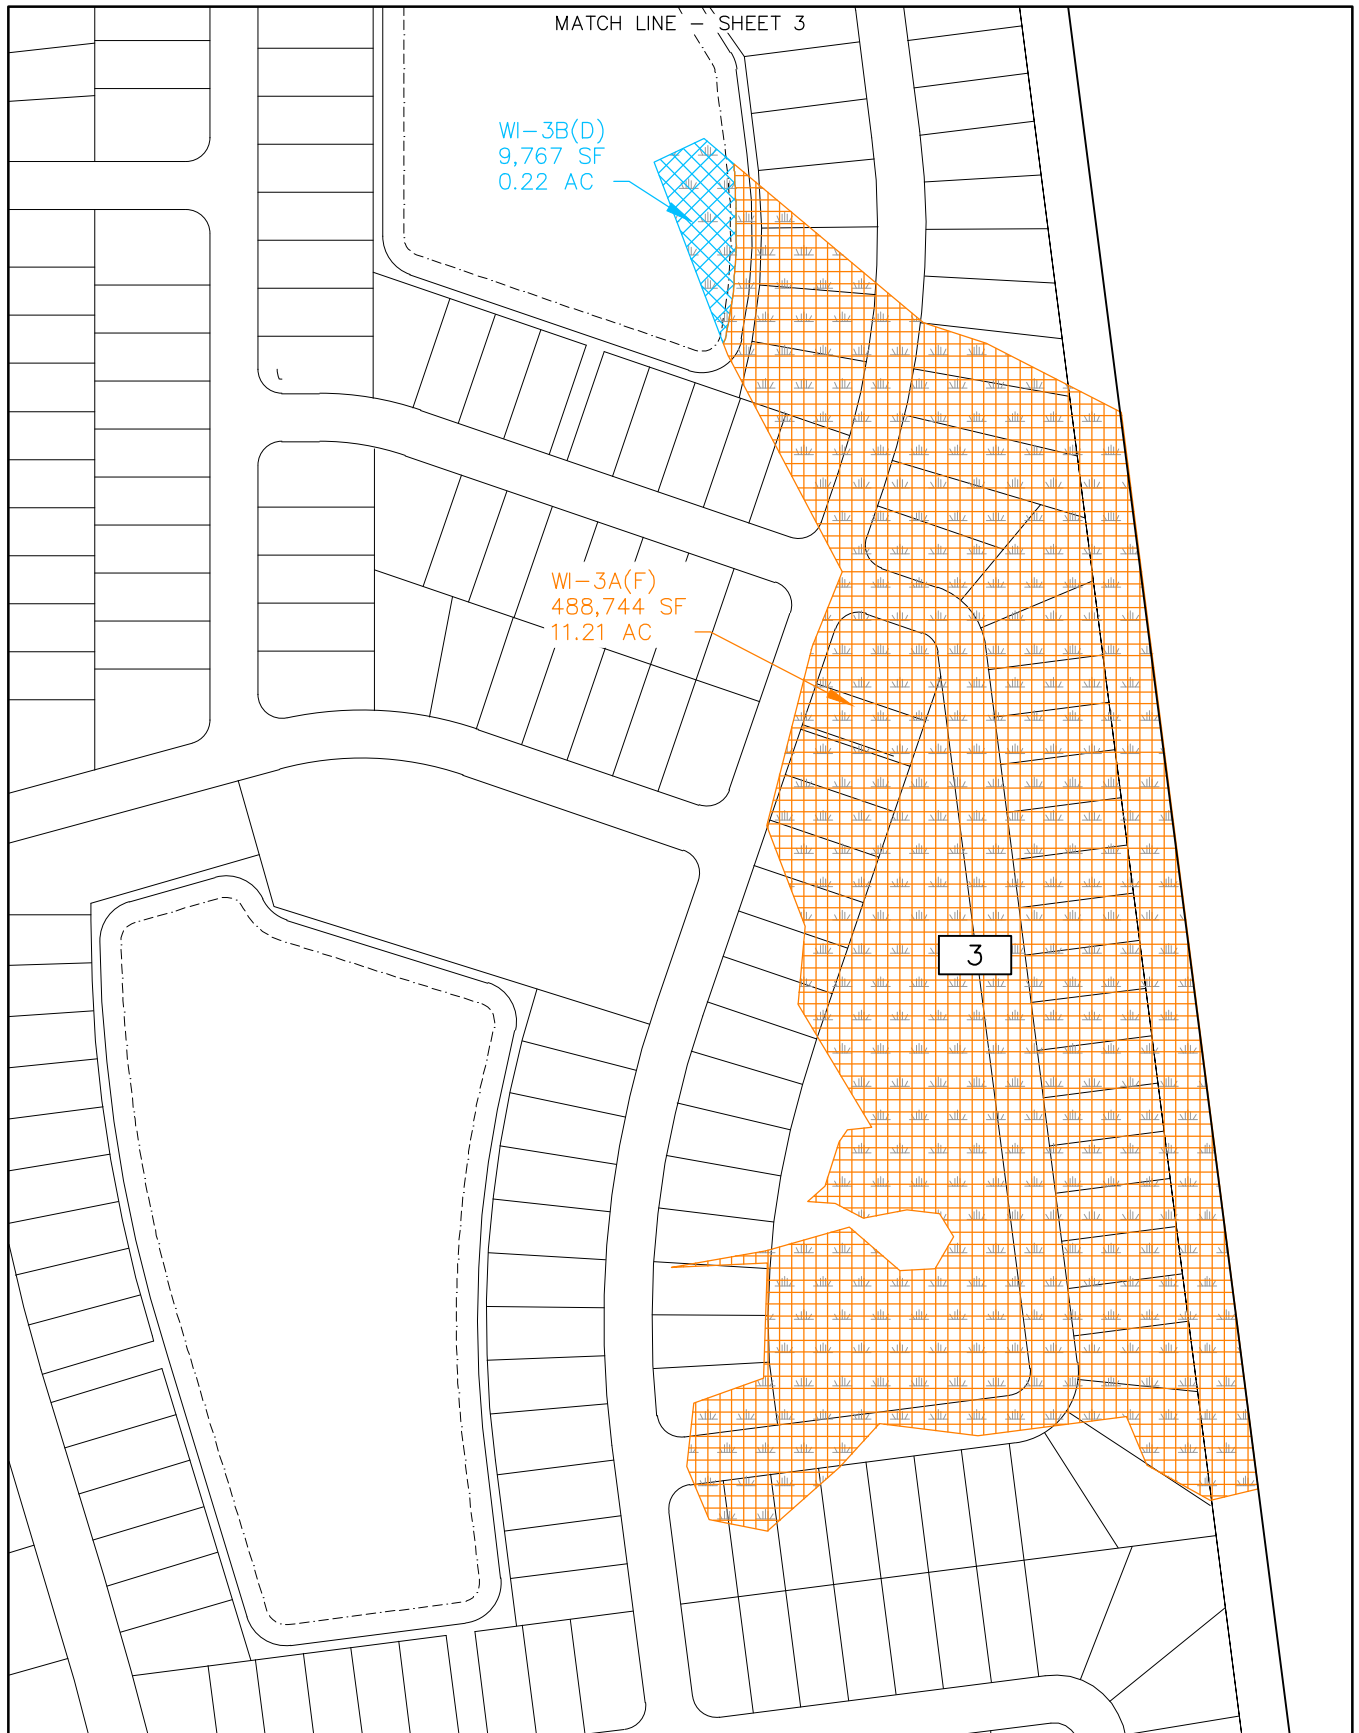 MATCH LINE - SHEET 3
WI-3B(D)
9,767 SF
0.22 AC
WI-3A(F)
488,744 SF
11.21 AC
3